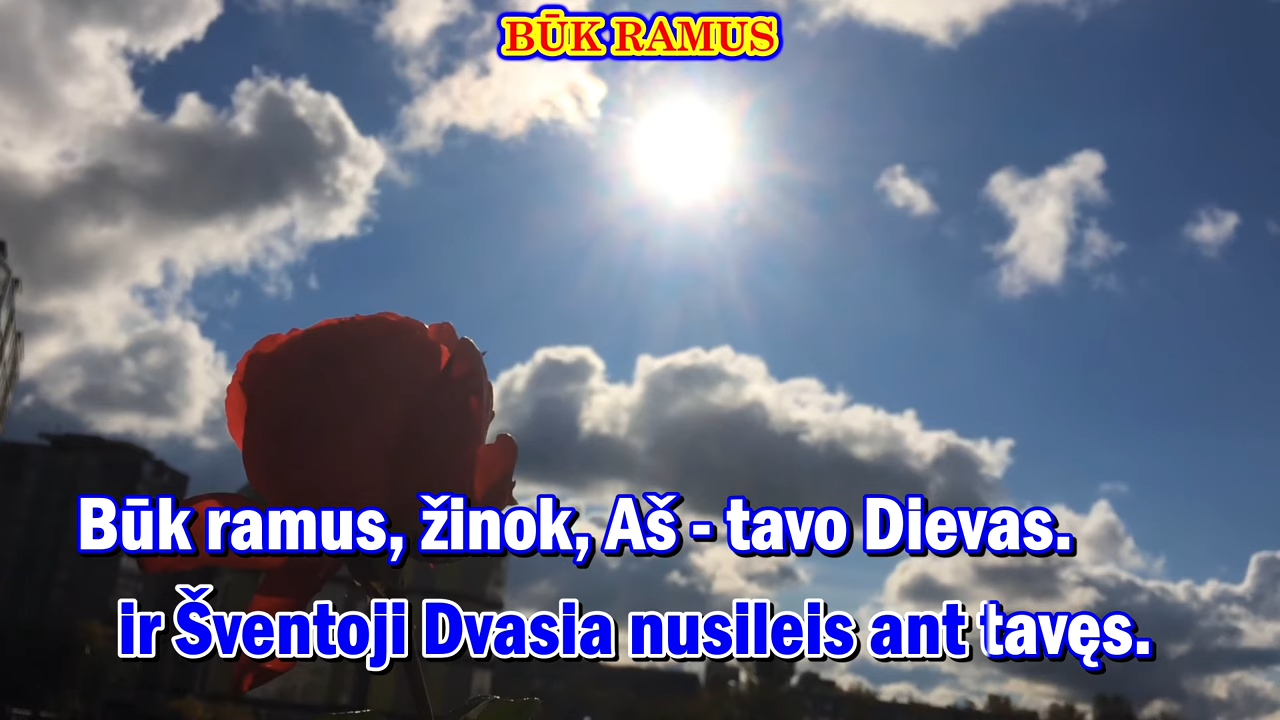 BŪK RAMUS
Būk ramus, žinok, Aš - tavo Dievas.
ir Šventoji Dvasia nusileis ant tavęs.